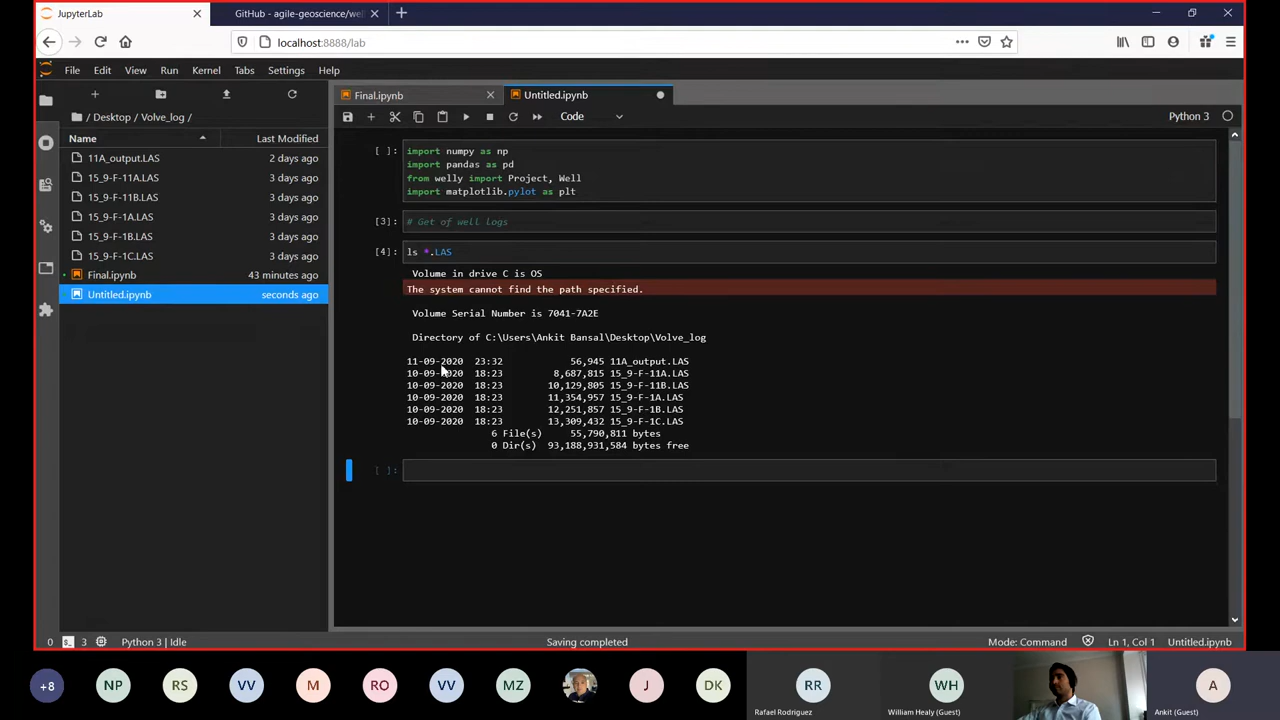 JupyterLab
GitHub - agile-geoscience/wel
localhost:8888/lab
File Edit View Run Kernel Tabs Settings Help
/ Desktop / Volve_log /
Name Last Modified
11A_output.LAS 2 days ago
15_9-F-11A.LAS 3 days ago
15_9-F-11B.LAS 3 days ago
15_9-F-1A.LAS 3 days ago
15_9-F-1B.LAS 3 days ago
15_9-F-1C.LAS 3 days ago
Final.ipynb 43 minutes ago
Untitled.ipynb seconds ago
Final.ipynb Untitled.ipynb
Code Python 3
[ ]: import numpy as np
import pandas as pd
from welly import Project, Well
import matplotlib.pylot as plt
[3]: # Get of well logs
[4]: ls *.LAS
Volume in drive C is OS
The system cannot find the path specified.
Volume Serial Number is 7041-7A2E
Directory of C:\Users\Ankit Bansal\Desktop\Volve_log
11-09-2020 23:32 56,945 11A_output.LAS
10-09-2020 18:23 8,687,815 15_9-F-11A.LAS
10-09-2020 18:23 10,129,805 15_9-F-11B.LAS
10-09-2020 18:23 11,354,957 15_9-F-1A.LAS
10-09-2020 18:23 12,251,857 15_9-F-1B.LAS
10-09-2020 18:23 13,309,432 15_9-F-1C.LAS
6 File(s) 55,790,811 bytes
0 Dir(s) 93,188,931,584 bytes free
[ ]:
0 3 Python 3 | Idle Saving completed Mode: Command Ln 1, Col 1 Untitled.ipynb
+8 NP RS VV M RO VV MZ J DK RR WH A
Rafael Rodriguez William Healy (Guest) Ankit (Guest)